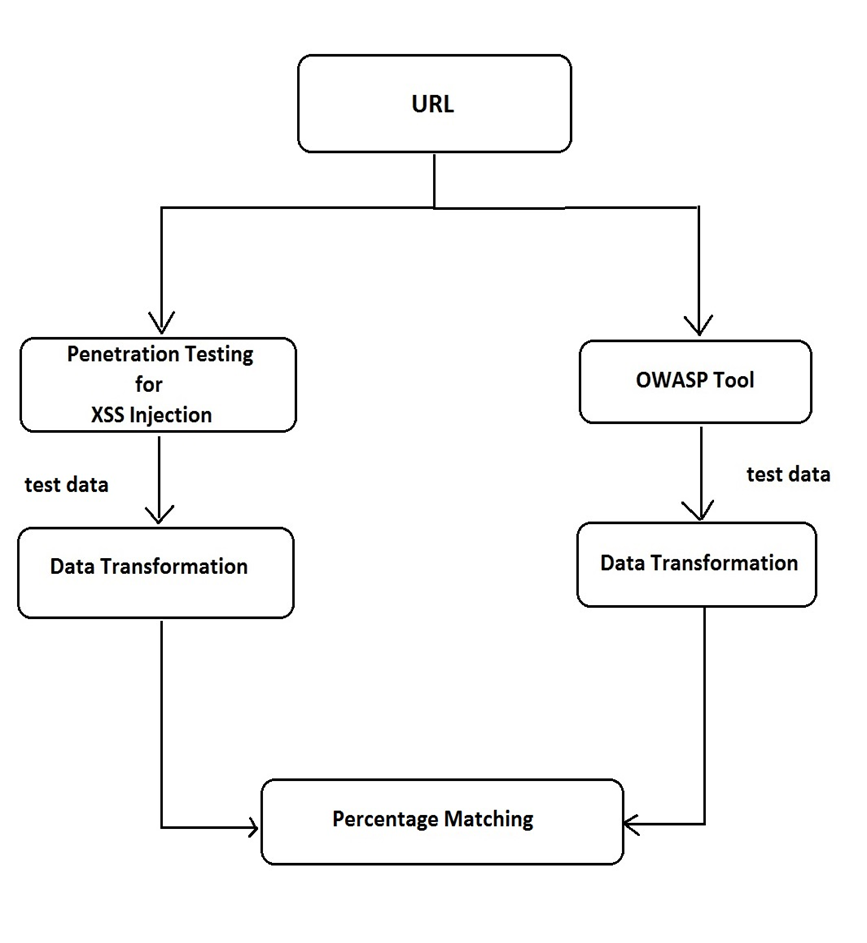 URL
Penetration Testing
for
XSS Injection
OWASP Tool
test data
test data
Data Transformation
Data Transformation
Percentage Matching